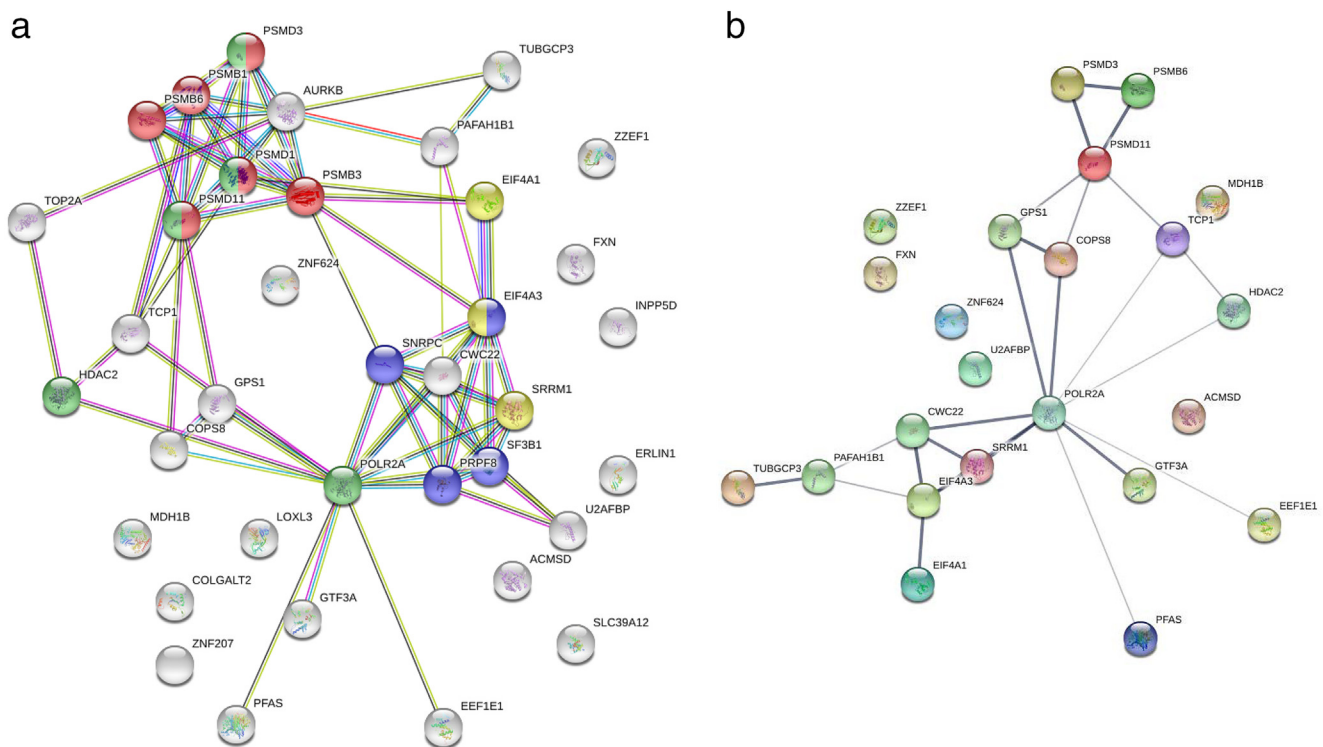 a
PSMD3
TUBGCP3
PSMB1
AURKB
PSMB6
PAFAH1B1
ZZEF1
PSMD1
PSMB3
EIF4A1
TOP2A
PSMD11
FXN
ZNF624
EIF4A3
INPP5D
TCP1
SNRPC
CWC22
HDAC2
GPS1
SRRM1
COPS8
SF3B1
POLR2A
PRPF8
ERLIN1
U2AFBP
MDH1B
LOXL3
ACMSD
COLGALT2
GTF3A
SLC39A12
ZNF207
PFAS
EEF1E1
b
PSMD3
PSMB6
PSMD11
MDH1B
ZZEF1
GPS1
TCP1
COPS8
FXN
HDAC2
ZNF624
U2AFBP
POLR2A
ACMSD
CWC22
SRRM1
TUBGCP3
PAFAH1B1
GTF3A
EIF4A3
EEF1E1
EIF4A1
PFAS